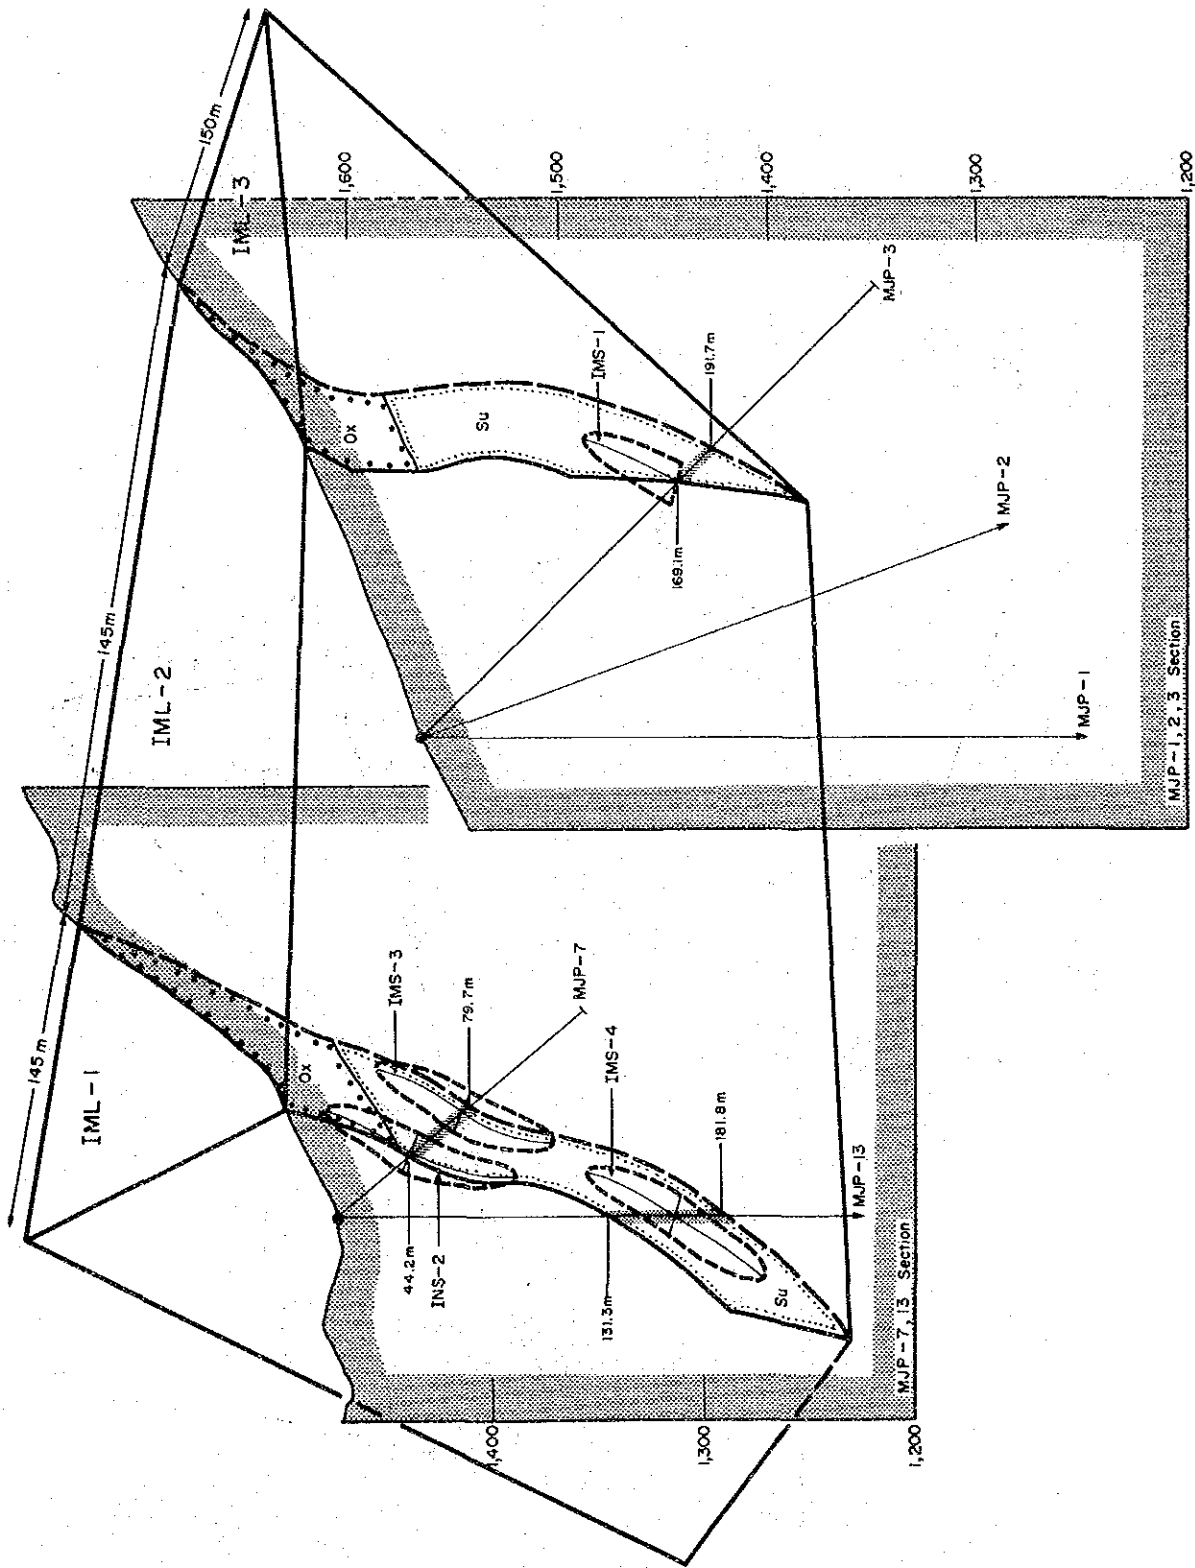 150m
145m
145m
IML-3
IML-2
IML-1
1,600
1,500
1,400
1,300
1,200
Ox
Su
IMS-1
191.7m
169.1m
MJP-3
MJP-2
MJP-1
MJP-1, 2, 3 Section
Ox
IMS-3
79.7m
MJP-7
44.2m
INS-2
IMS-4
181.8m
131.3m
MJP-13
Su
MJP-7, 13 Section
1,400
1,300
1,200